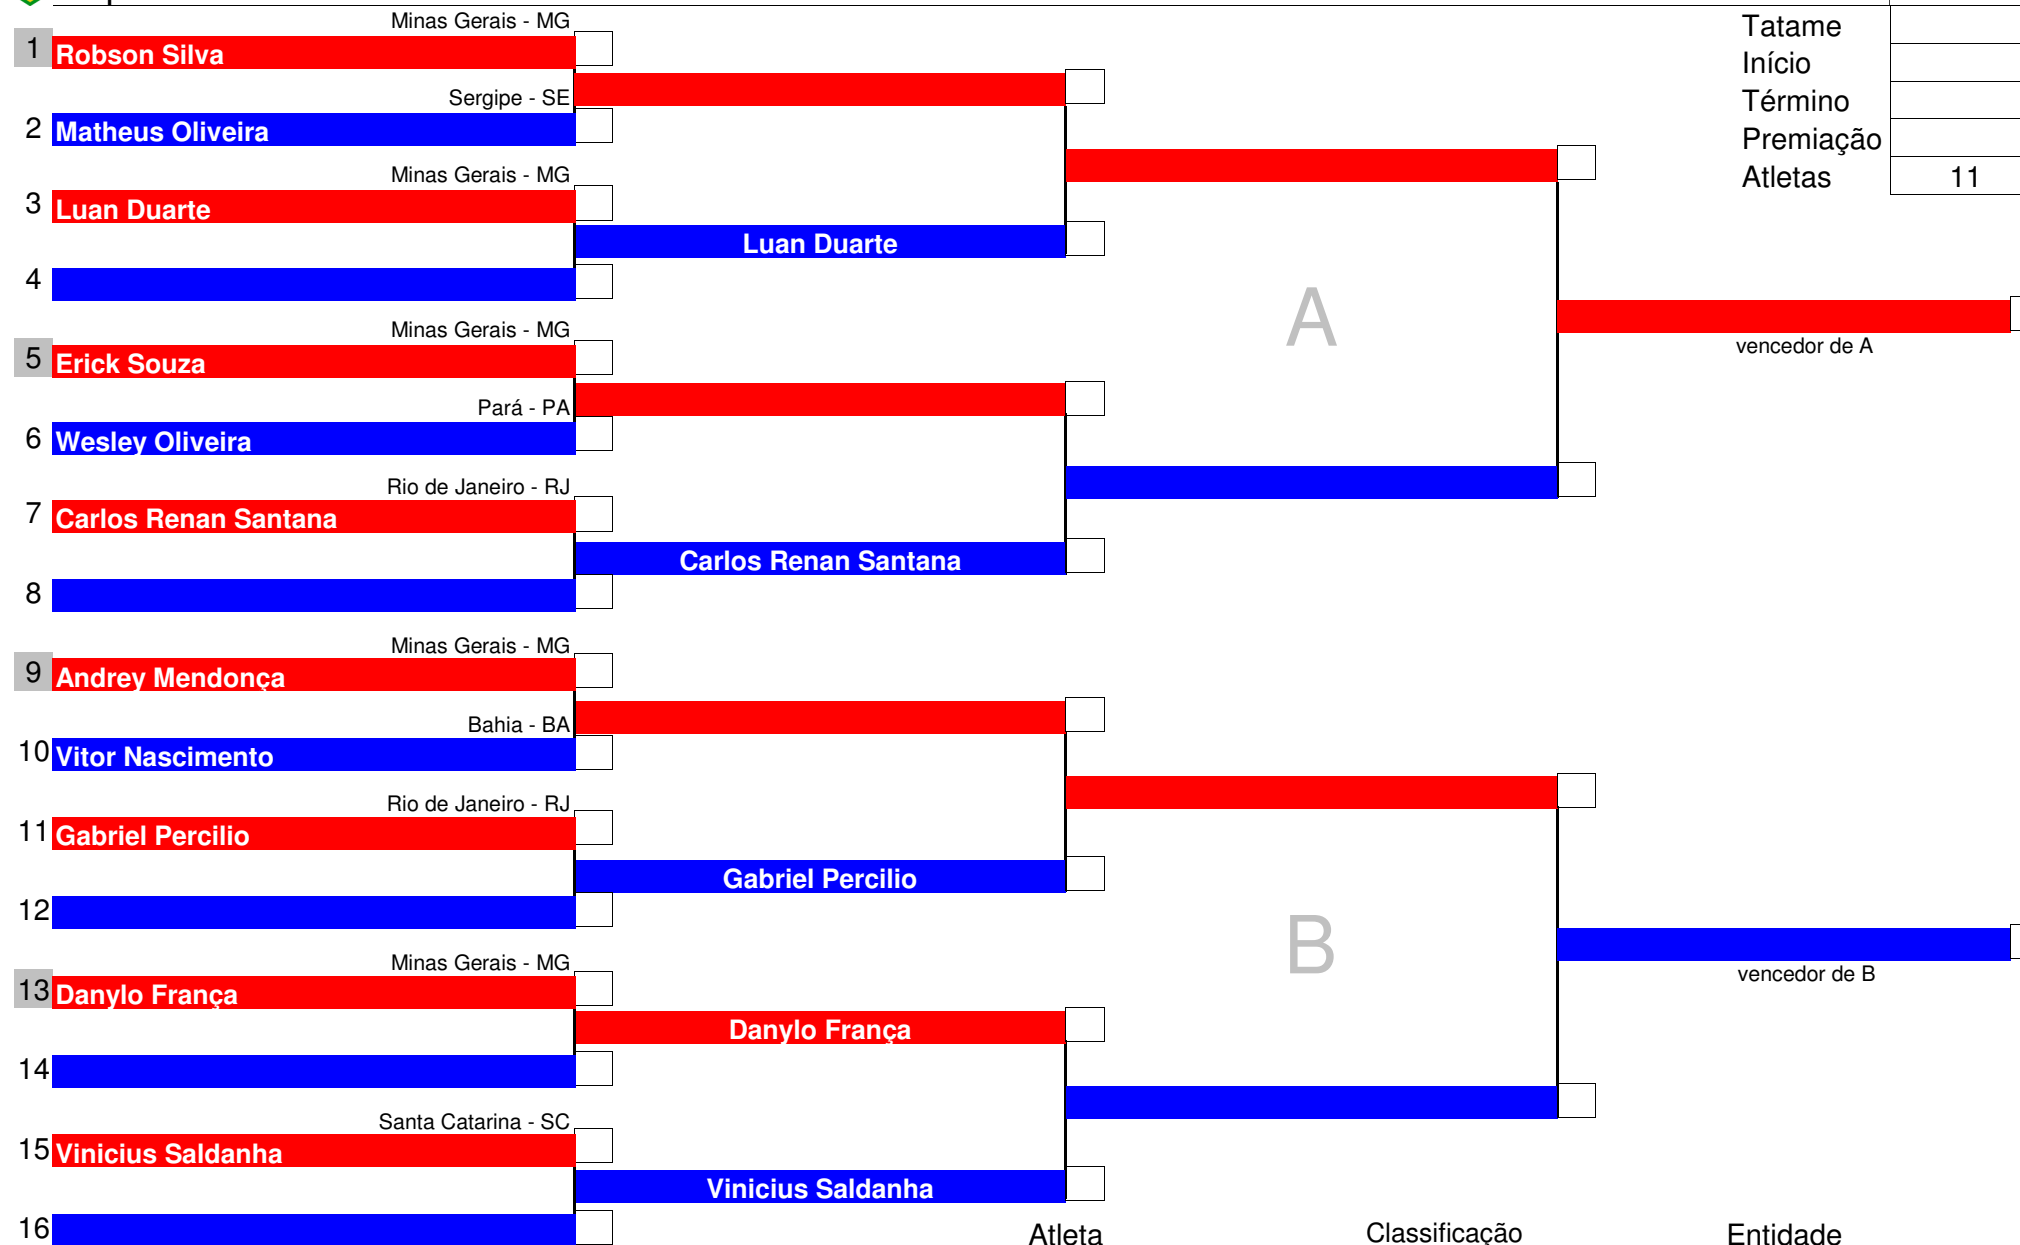 Minas Gerais - MG
Tatame
1 Robson Silva
Início
Sergipe - SE
Término
2 Matheus Oliveira
Premiação
Minas Gerais - MG
Atletas 11
3 Luan Duarte
Luan Duarte
4
Minas Gerais - MG
vencedor de A
A
5 Erick Souza
Pará - PA
6 Wesley Oliveira
Rio de Janeiro - RJ
7 Carlos Renan Santana
Carlos Renan Santana
8
Minas Gerais - MG
9 Andrey Mendonça
Bahia - BA
10 Vitor Nascimento
Rio de Janeiro - RJ
11 Gabriel Percilio
Gabriel Percilio
12
B
Minas Gerais - MG
vencedor de B
13 Danylo França
Danylo França
14
Santa Catarina - SC
15 Vinicius Saldanha
Vinicius Saldanha
16
Atleta Classificação Entidade